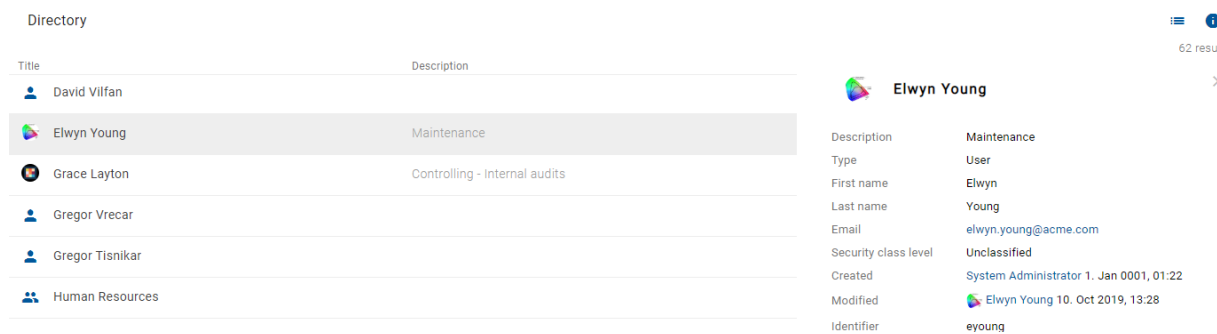 Directory
62 resu
Title Description
David Vilfan
Elwyn Young Maintenance
Grace Layton Controlling - Internal audits
Gregor Vrecar
Gregor Tisnikar
Human Resources
Elwyn Young
Description Maintenance
Type User
First name Elwyn
Last name Young
Email elwyn.young@acme.com
Security class level Unclassified
Created System Administrator 1. Jan 0001, 01:22
Modified Elwyn Young 10. Oct 2019, 13:28
Identifier eyoung